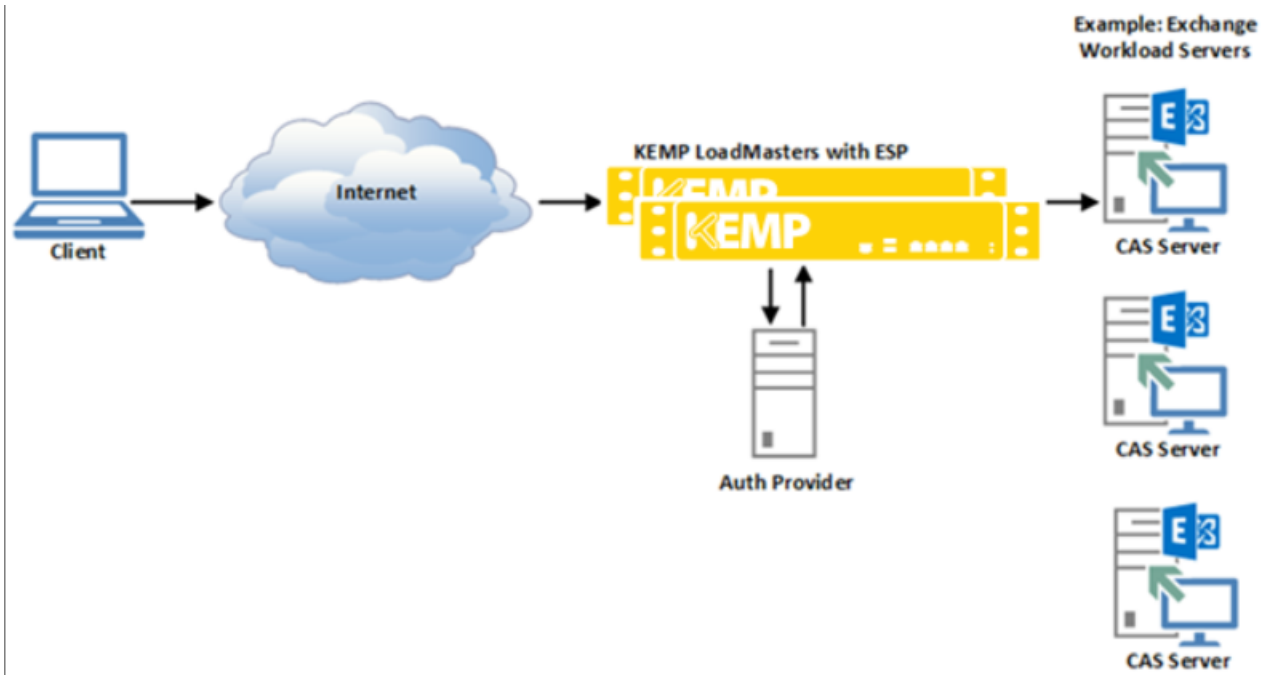 Example: Exchange
Workload Servers
E
KEMP LoadMasters with ESP
KEMP
KEMP
Internet
Client
CAS Server
E
CAS Server
Auth Provider
E
CAS Server